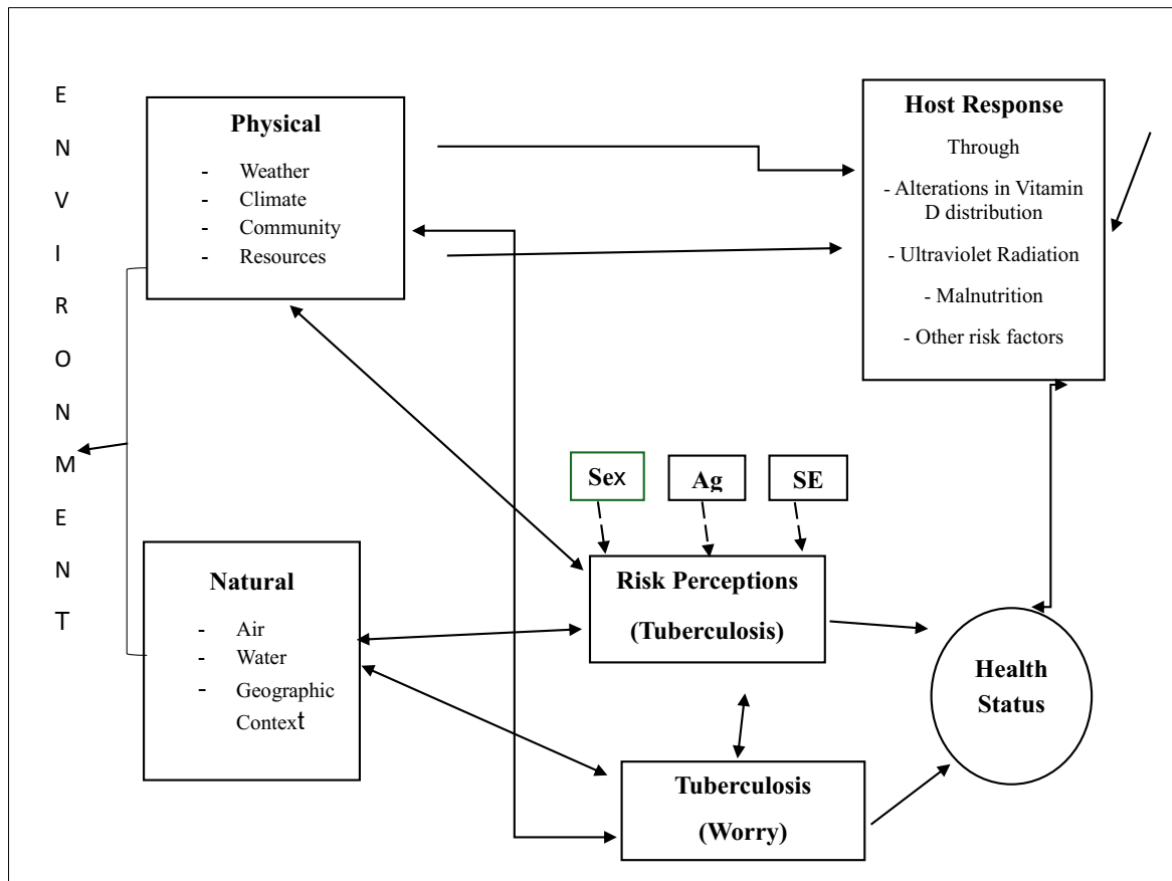 ENVIRONMENT
Physical
- Weather
- Climate
- Community
- Resources
Host Response
Through
- Alterations in Vitamin
D distribution
- Ultraviolet Radiation
- Malnutrition
- Other risk factors
Sex
Ag
SE
Risk Perceptions
(Tuberculosis)
Natural
- Air
- Water
- Geographic
Context
Health
Status
Tuberculosis
(Worry)